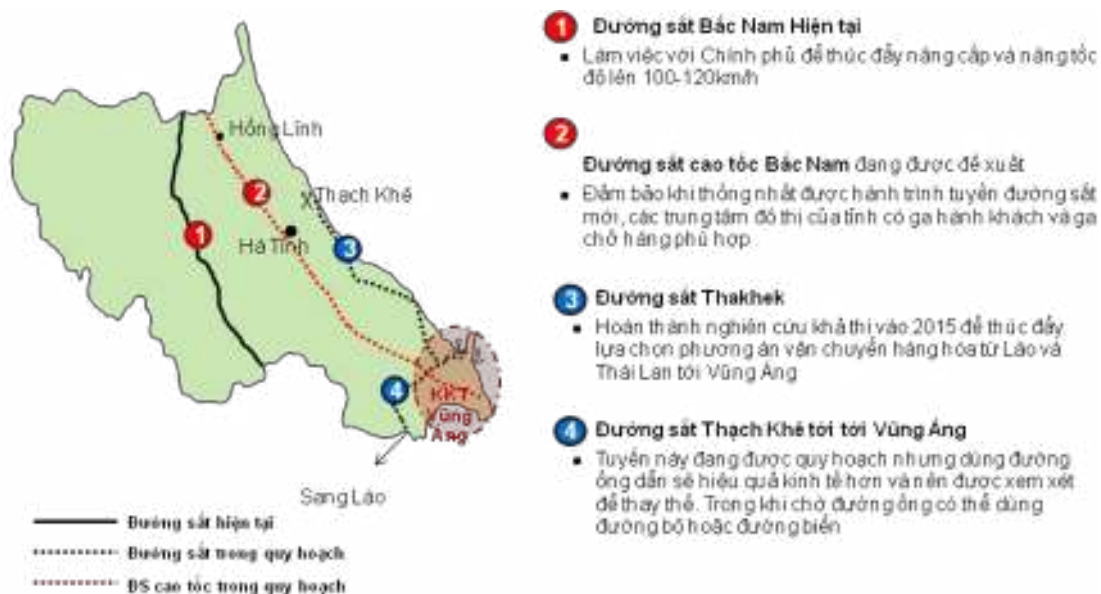 Hồng Lĩnh
Thạch Khê
2
1
Hà Tĩnh
3
4
KKT
Vũng
Áng
Sang Lào
Đường sắt hiện tại
Đường sắt trong quy hoạch
ĐS cao tốc trong quy hoạch
1 Đường sắt Bắc Nam Hiện tại
▪ Làm việc với Chính phủ để thúc đẩy nâng cấp và nâng tốc
độ lên 100-120km/h
2
Đường sắt cao tốc Bắc Nam đang được đề xuất
▪ Đảm bảo khi thống nhất được hành trình tuyến đường sắt
mới, các trung tâm đô thị của tỉnh có ga hành khách và ga
chở hàng phù hợp
3 Đường sắt Thakhek
▪ Hoàn thành nghiên cứu khả thi vào 2015 để thúc đẩy
lựa chọn phương án vận chuyển hàng hóa từ Lào và
Thái Lan tới Vũng Áng
4 Đường sắt Thạch Khê tới tới Vũng Áng
▪ Tuyến này đang được quy hoạch nhưng dùng đường
ống dẫn sẽ hiệu quả kinh tế hơn và nên được xem xét
để thay thế. Trong khi chờ đường ống có thể dùng
đường bộ hoặc đường biển